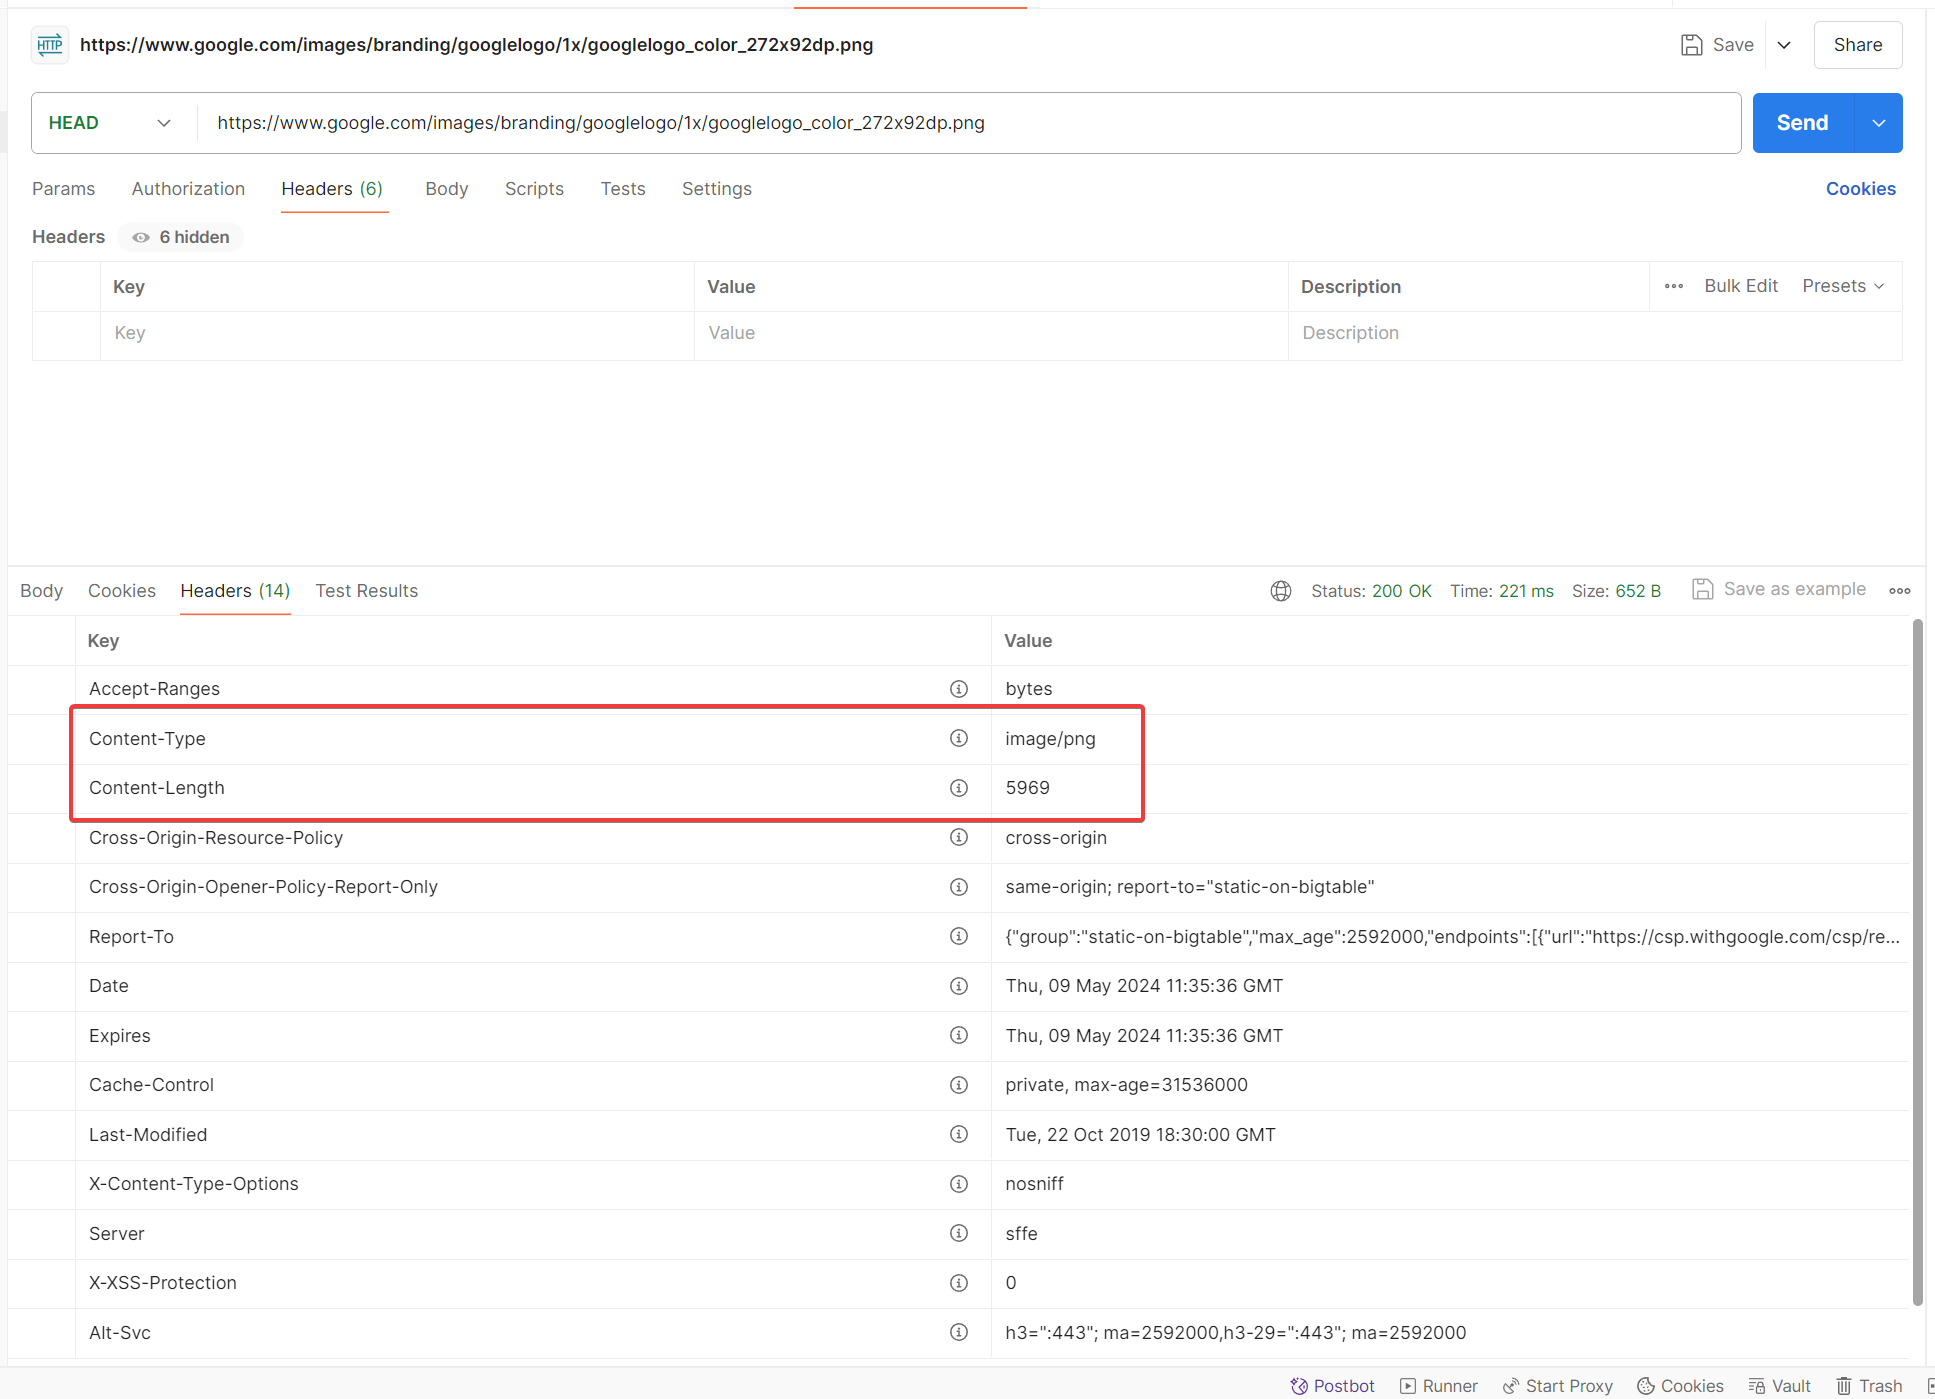 HTTP https://www.google.com/images/branding/googlelogo/1x/googlelogo_color_272x92dp.png Save Share
HEAD https://www.google.com/images/branding/googlelogo/1x/googlelogo_color_272x92dp.png Send
Params Authorization Headers (6) Body Scripts Tests Settings Cookies
Headers 6 hidden
Key Value Description Bulk Edit Presets
Key Value Description
Body Cookies Headers (14) Test Results Status: 200 OK Time: 221 ms Size: 652 B Save as example
Key Value
Accept-Ranges bytes
Content-Type image/png
Content-Length 5969
Cross-Origin-Resource-Policy cross-origin
Cross-Origin-Opener-Policy-Report-Only same-origin; report-to="static-on-bigtable"
Report-To {"group":"static-on-bigtable","max_age":2592000,"endpoints":[{"url":"https://csp.withgoogle.com/csp/re...
Date Thu, 09 May 2024 11:35:36 GMT
Expires Thu, 09 May 2024 11:35:36 GMT
Cache-Control private, max-age=31536000
Last-Modified Tue, 22 Oct 2019 18:30:00 GMT
X-Content-Type-Options nosniff
Server sffe
X-XSS-Protection 0
Alt-Svc h3=":443"; ma=2592000,h3-29=":443"; ma=2592000
Postbot Runner Start Proxy Cookies Vault Trash